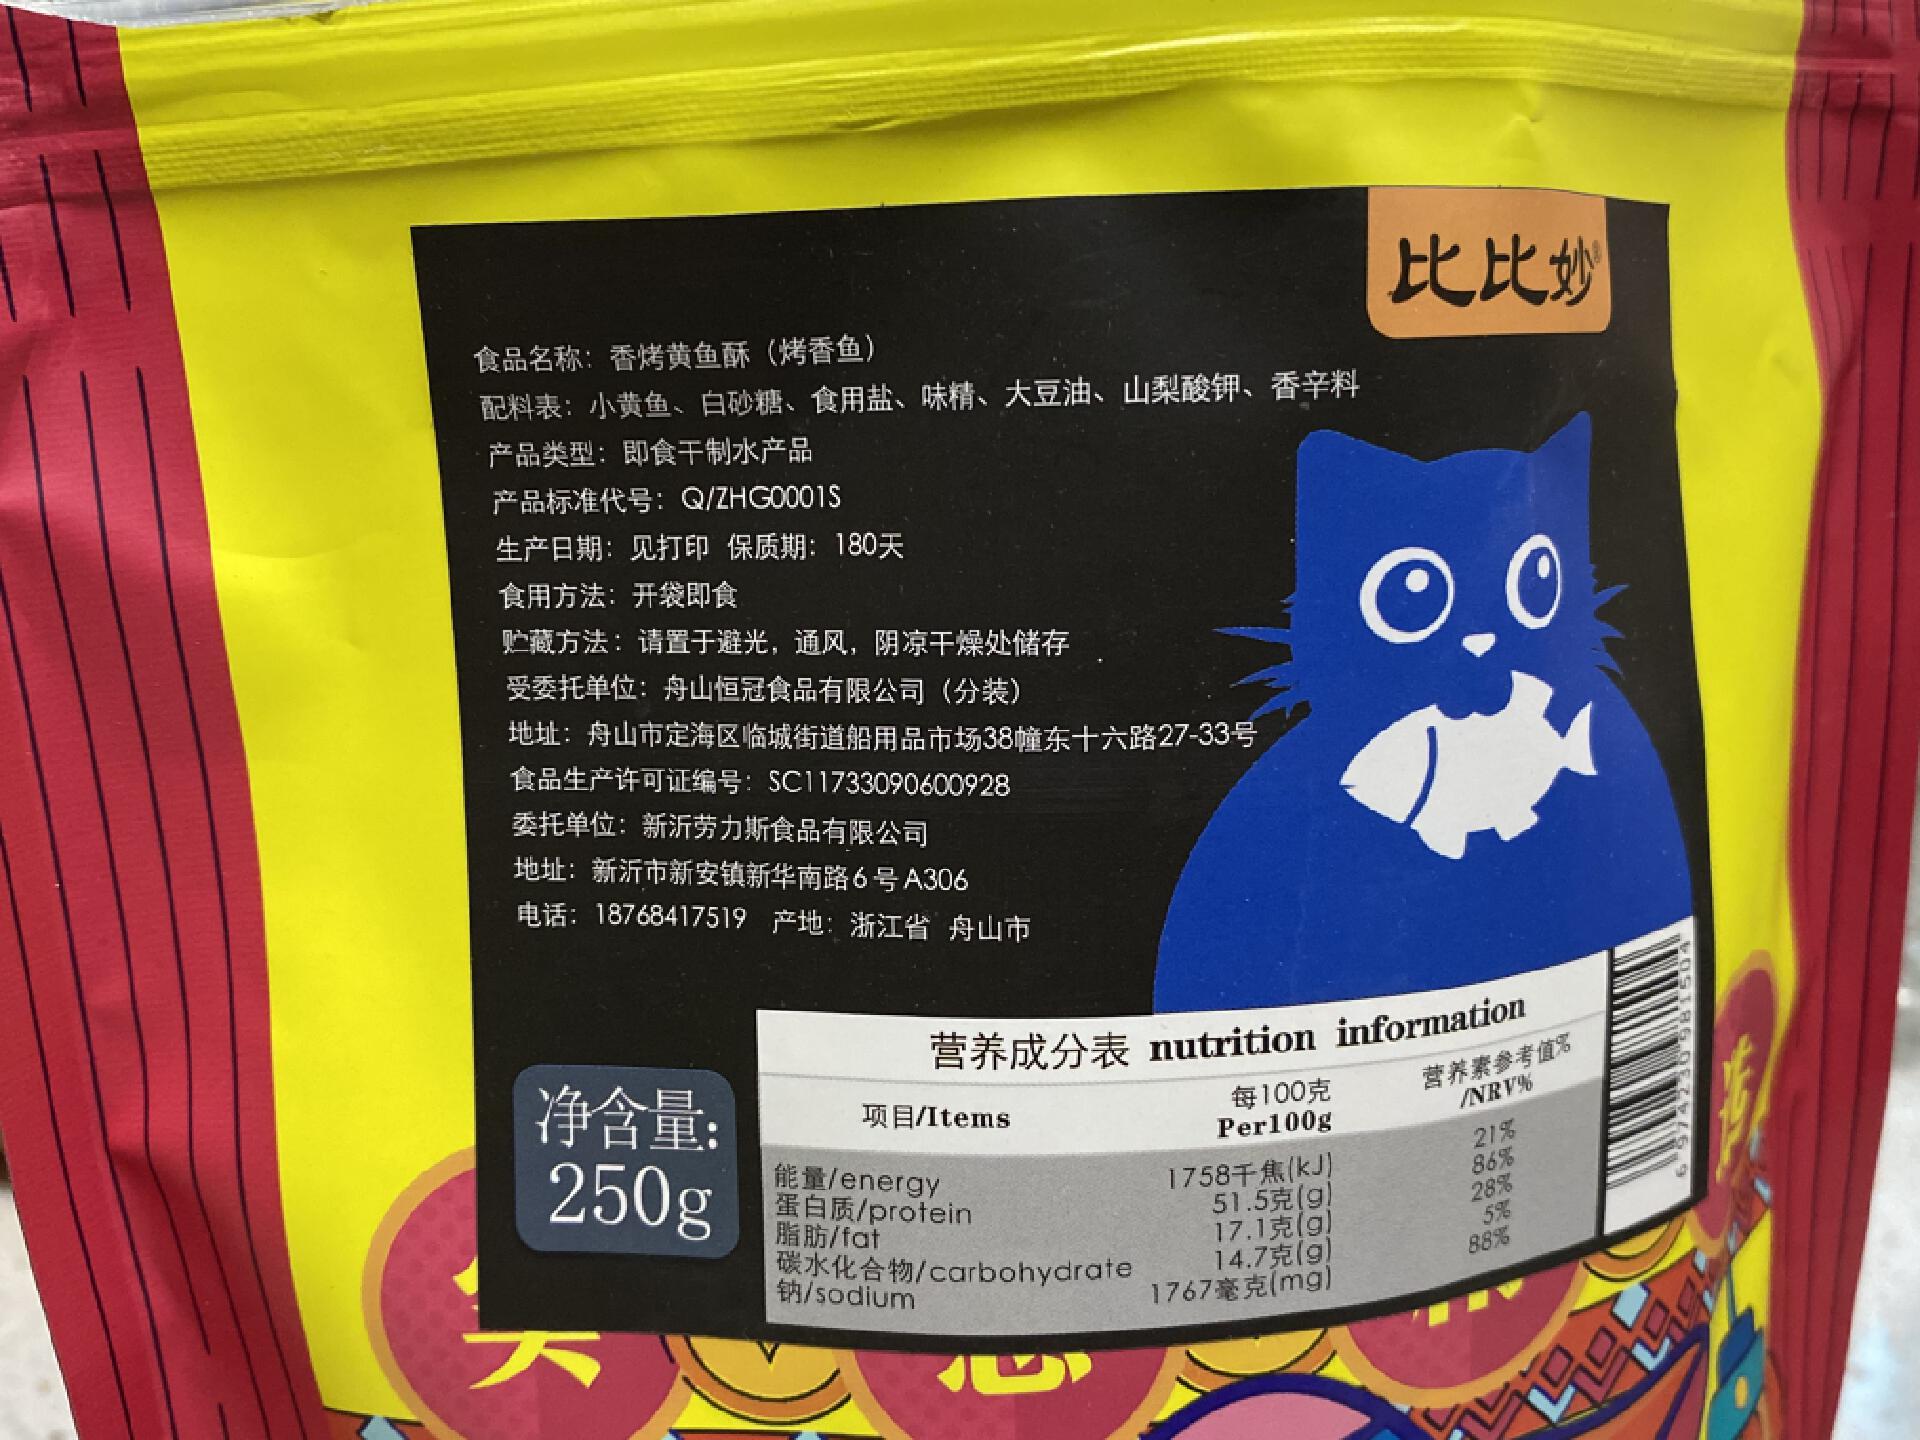 比比妙®
食品名称：香烤黄鱼酥（烤香鱼）
配料表：小黄鱼、白砂糖、食用盐、味精、大豆油、山梨酸钾、香辛料
产品类型：即食干制水产品
产品标准代号：Q/ZHG0001S
生产日期：见打印 保质期：180天
食用方法：开袋即食
贮藏方法：请置于避光，通风，阴凉干燥处储存
受委托单位：舟山恒冠食品有限公司（分装）
地址：舟山市定海区临城街道船用品市场38幢东十六路27-33号
食品生产许可证编号：SC11733090600928
委托单位：新沂劳力斯食品有限公司
地址：新沂市新安镇新华南路6号A306
电话：18768417519 产地：浙江省 舟山市
净含量：
250g
营养成分表 nutrition information
项目/Items 每100克 Per100g 营养素参考值% /NRV%
能量/energy 1758千焦(kJ) 21%
蛋白质/protein 51.5克(g) 86%
脂肪/fat 17.1克(g) 28%
碳水化合物/carbohydrate 14.7克(g) 5%
钠/sodium 1767毫克(mg) 88%
6 974230 981504